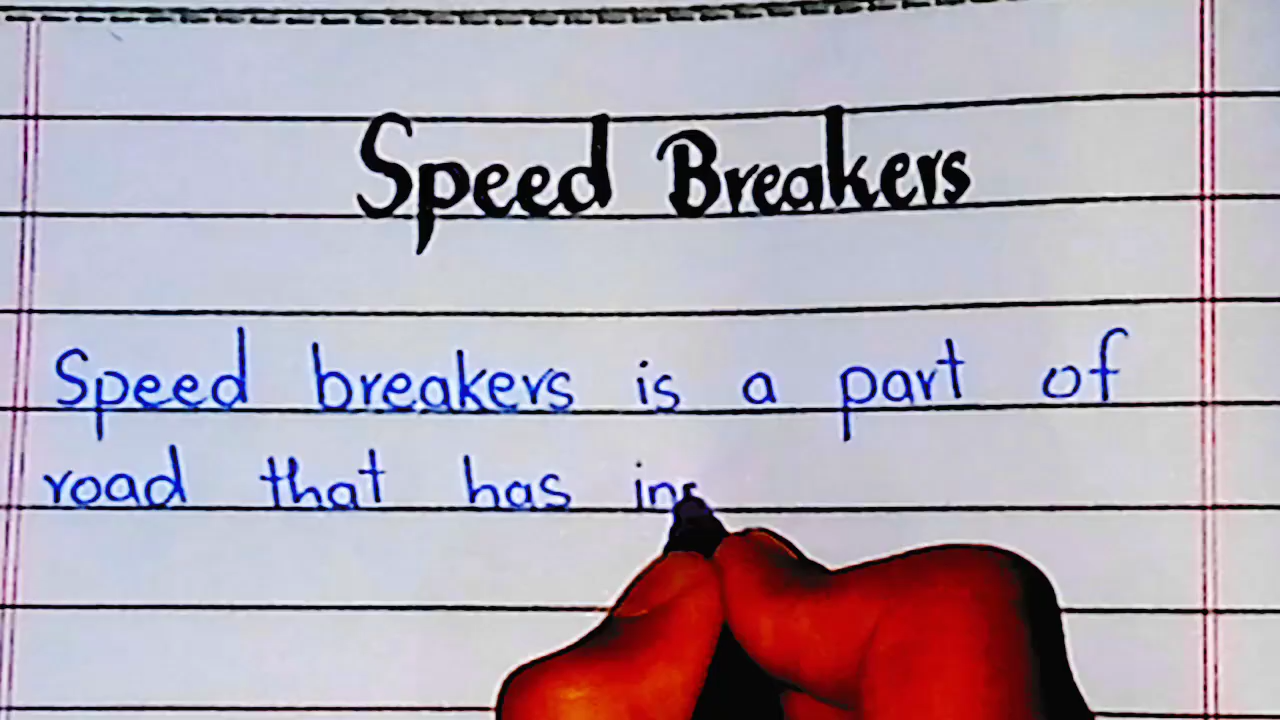 Speed Breakers
Speed breakers is a part of
road that has